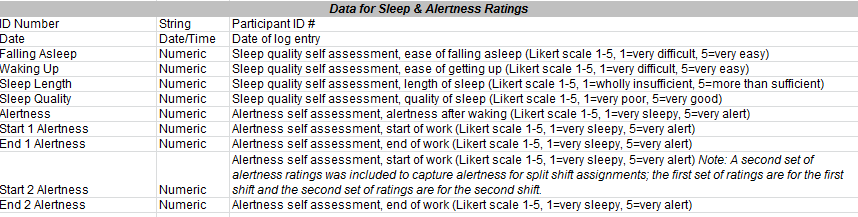 Data for Sleep & Alertness Ratings
ID Number String Participant ID #
Date Date/Time Date of log entry
Falling Asleep Numeric Sleep quality self assessment, ease of falling asleep (Likert scale 1-5, 1=very difficult, 5=very easy)
Waking Up Numeric Sleep quality self assessment, ease of getting up (Likert scale 1-5, 1=very difficult, 5=very easy)
Sleep Length Numeric Sleep quality self assessment, length of sleep (Likert scale 1-5, 1=wholly insufficient, 5=more than sufficient)
Sleep Quality Numeric Sleep quality self assessment, quality of sleep (Likert scale 1-5, 1=very poor, 5=very good)
Alertness Numeric Alertness self assessment, alertness after waking (Likert scale 1-5, 1=very sleepy, 5=very alert)
Start 1 Alertness Numeric Alertness self assessment, start of work (Likert scale 1-5, 1=very sleepy, 5=very alert)
End 1 Alertness Numeric Alertness self assessment, end of work (Likert scale 1-5, 1=very sleepy, 5=very alert)
Alertness self assessment, start of work (Likert scale 1-5, 1=very sleepy, 5=very alert) Note: A second set of
alertness ratings was included to capture alertness for split shift assignments; the first set of ratings are for the first
Start 2 Alertness Numeric shift and the second set of ratings are for the second shift.
End 2 Alertness Numeric Alertness self assessment, end of work (Likert scale 1-5, 1=very sleepy, 5=very alert)